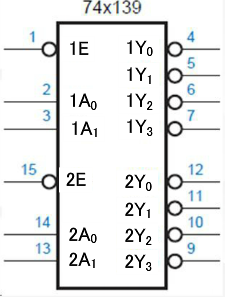 74x139
1 1E 1Y₀ 4
1Y₁ 5
2 1A₀ 1Y₂ 6
3 1A₁ 1Y₃ 7
15 2E 2Y₀ 12
2Y₁ 11
14 2A₀ 2Y₂ 10
13 2A₁ 2Y₃ 9